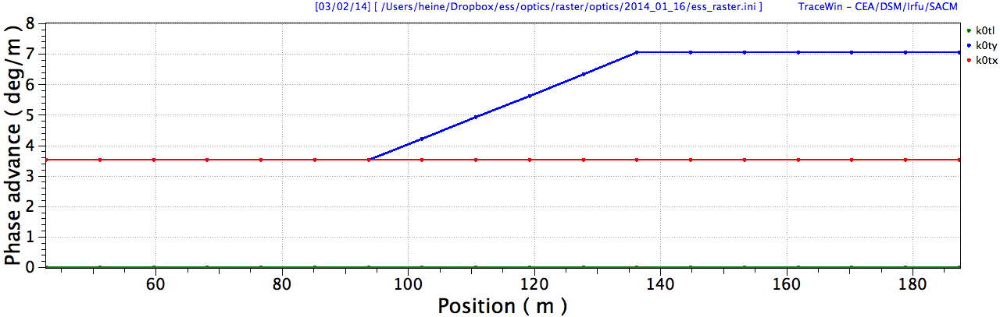 [03/02/14] [ /Users/heine/Dropbox/ess/optics/raster/optics/2014_01_16/ess_raster.ini ] TraceWin - CEA/DSM/Irfu/SACM
k0tl
k0ty
k0tx
Phase advance ( deg/m )
8
7
6
5
4
3
2
1
0
60 80 100 120 140 160 180
Position ( m )